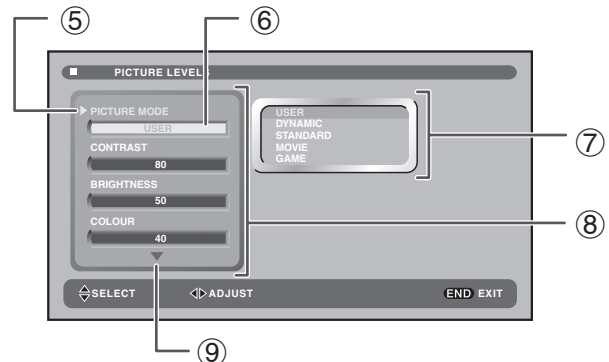 ⑤ ⑥
PICTURE LEVELS
PICTURE MODE
USER
CONTRAST
80
BRIGHTNESS
50
COLOUR
40
USER
DYNAMIC
STANDARD
MOVIE
GAME
⑦
⑧
SELECT ADJUST END EXIT
⑨